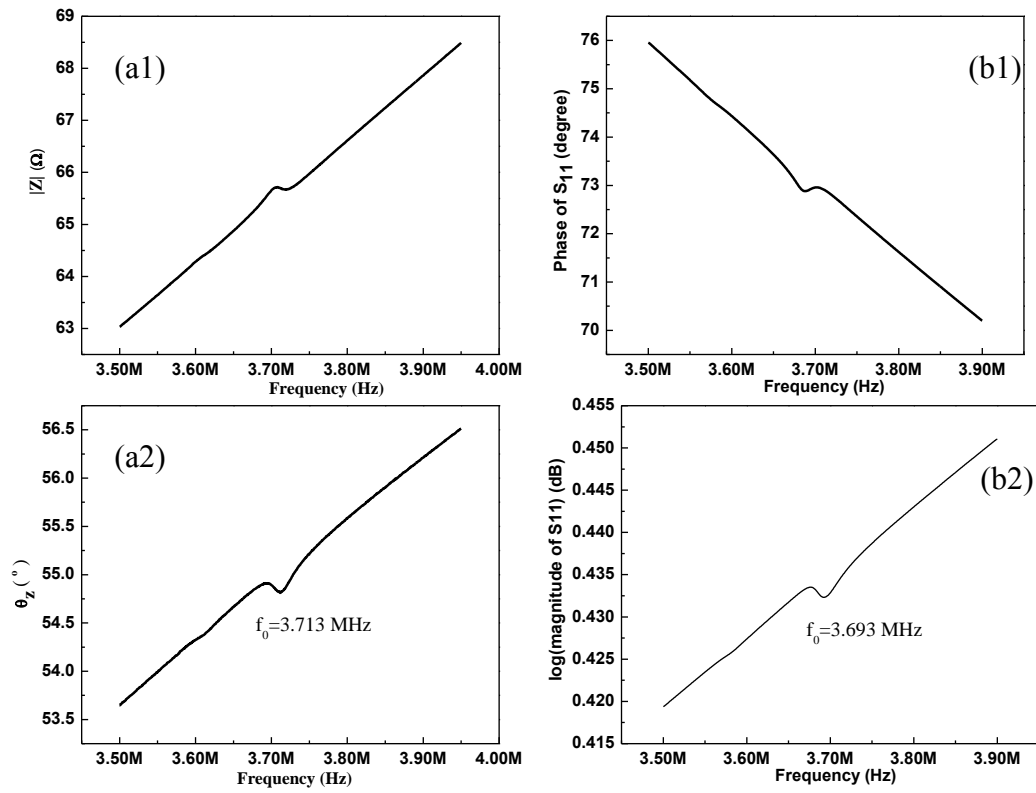 (a1)
|Z| (Ω)
69
68
67
66
65
64
63
3.50M 3.60M 3.70M 3.80M 3.90M 4.00M
Frequency (Hz)
(b1)
Phase of S11 (degree)
76
75
74
73
72
71
70
3.50M 3.60M 3.70M 3.80M 3.90M
Frequency (Hz)
(a2)
θz (°)
56.5
56.0
55.5
55.0
54.5
54.0
53.5
f0=3.713 MHz
3.50M 3.60M 3.70M 3.80M 3.90M 4.00M
Frequency (Hz)
(b2)
log(magnitude of S11) (dB)
0.455
0.450
0.445
0.440
0.435
0.430
0.425
0.420
0.415
f0=3.693 MHz
3.50M 3.60M 3.70M 3.80M 3.90M
Frequency (Hz)